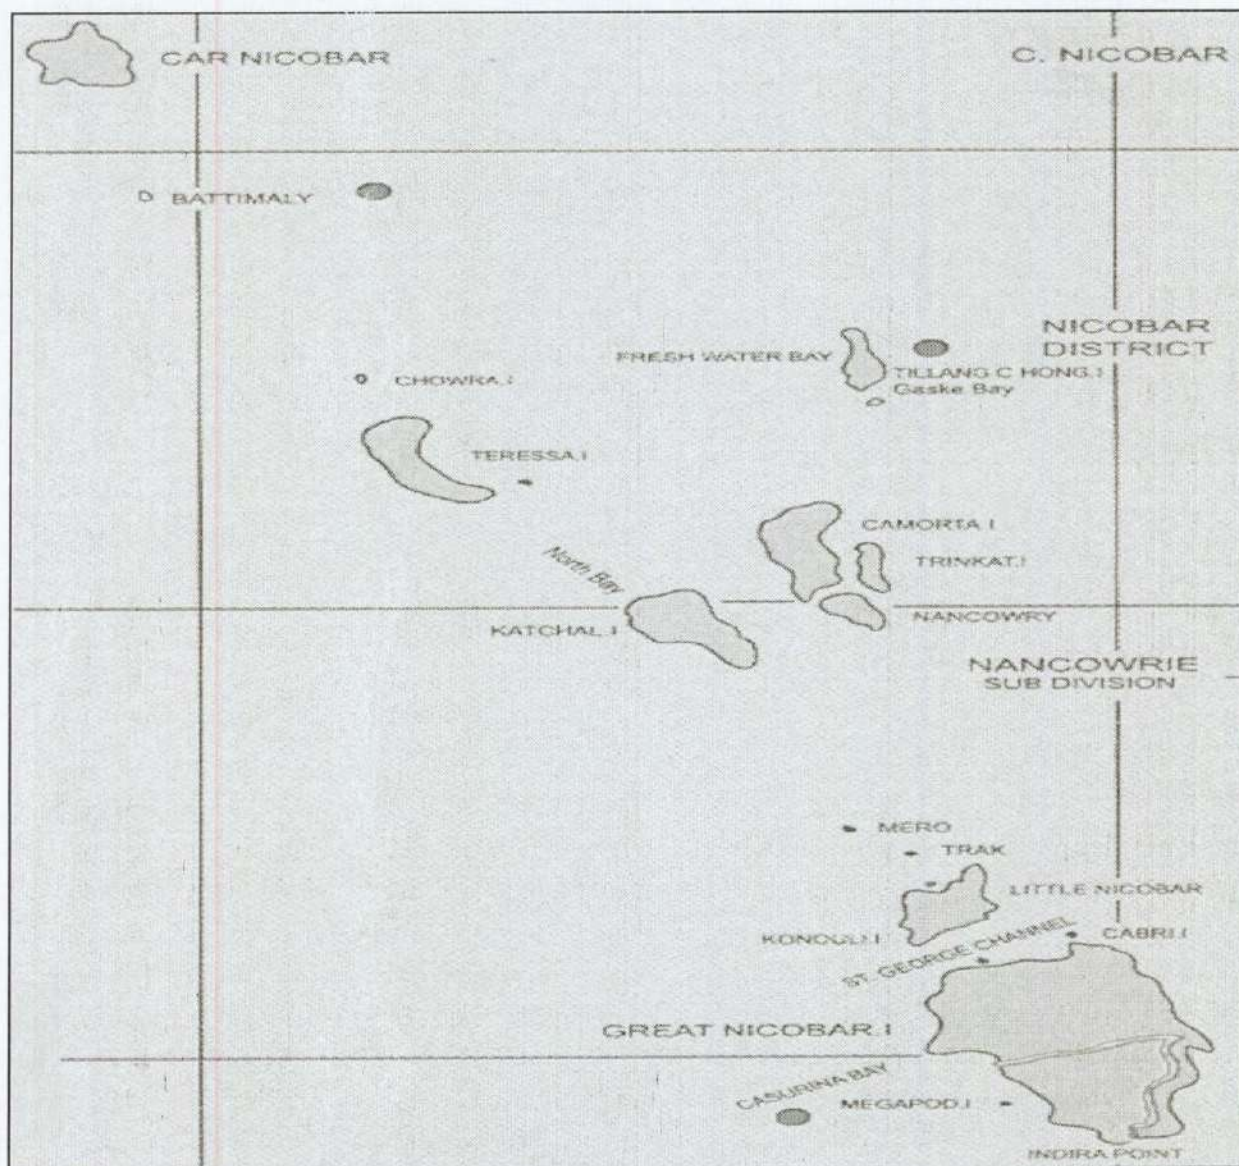 CAR NICOBAR
C. NICOBAR
BATTIMALY
NICOBAR
DISTRICT
FRESH WATER BAY
TILLANG C HONG.I
Gaske Bay
CHOWRA.I
TERESSA.I
CAMORTA I
North Bay
TRINKAT.I
KATCHAL.I
NANCOWRY
NANCOWRIE
SUB DIVISION
MERO
TRAK
LITTLE NICOBAR
CABRI.I
ST. GEORGE CHANNEL
GREAT NICOBAR.I
CASURINA BAY
MEGAPOD.I
INDIRA POINT